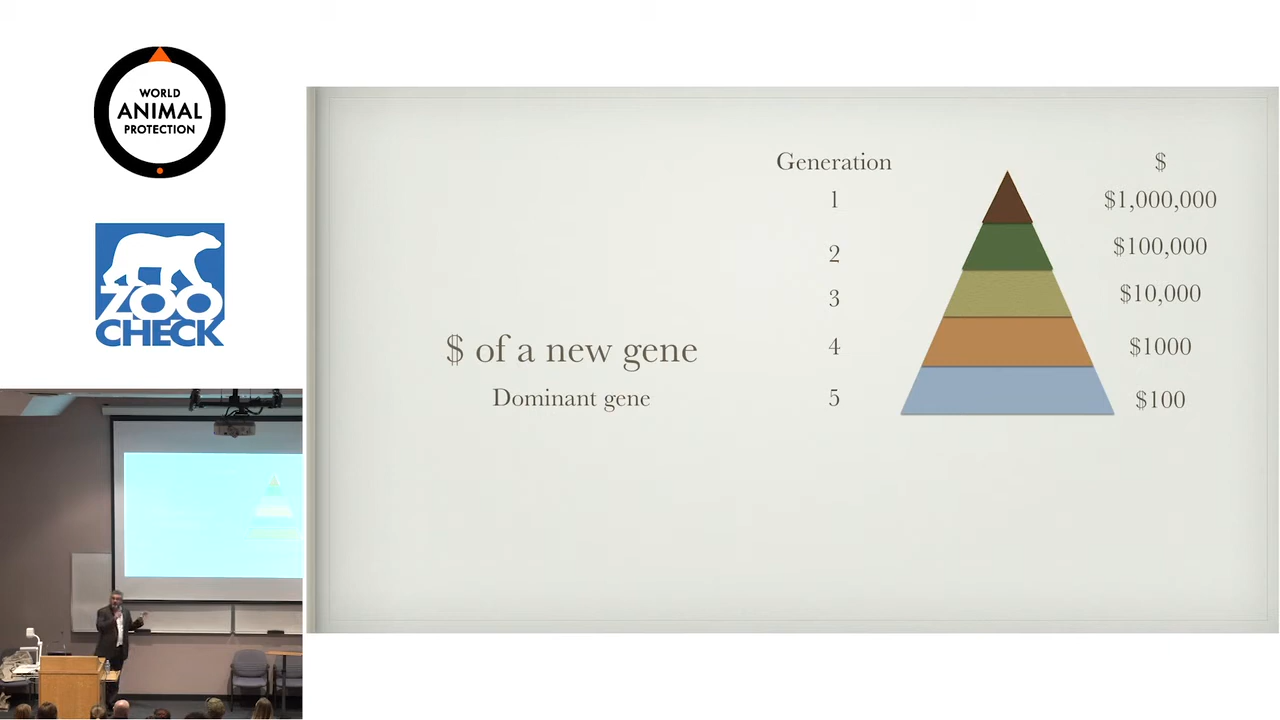 WORLD
ANIMAL
PROTECTION
ZOO
CHECK
Generation
$
1
$1,000,000
2
$100,000
3
$10,000
$ of a new gene
4
$1000
Dominant gene
5
$100